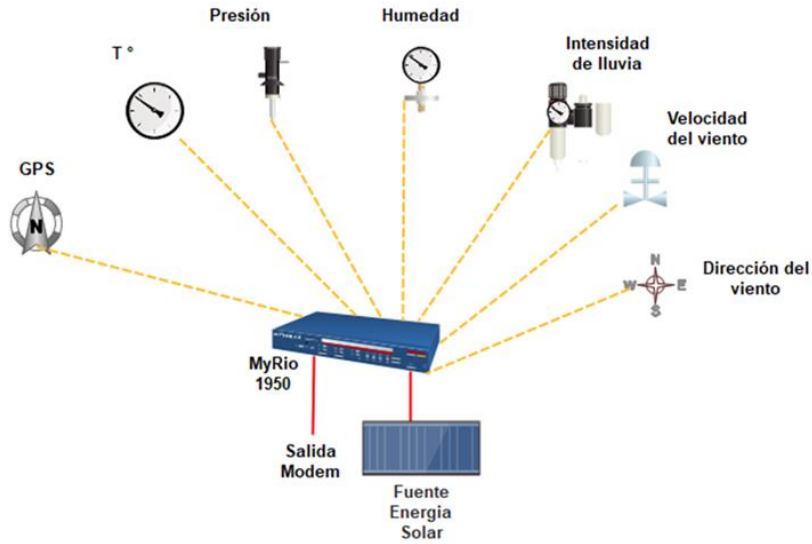 Presión
Humedad
T °
Intensidad
de lluvia
Velocidad
del viento
GPS
N
Dirección del
viento
N
W E
S
MyRio
1950
Salida
Modem
Fuente
Energia
Solar